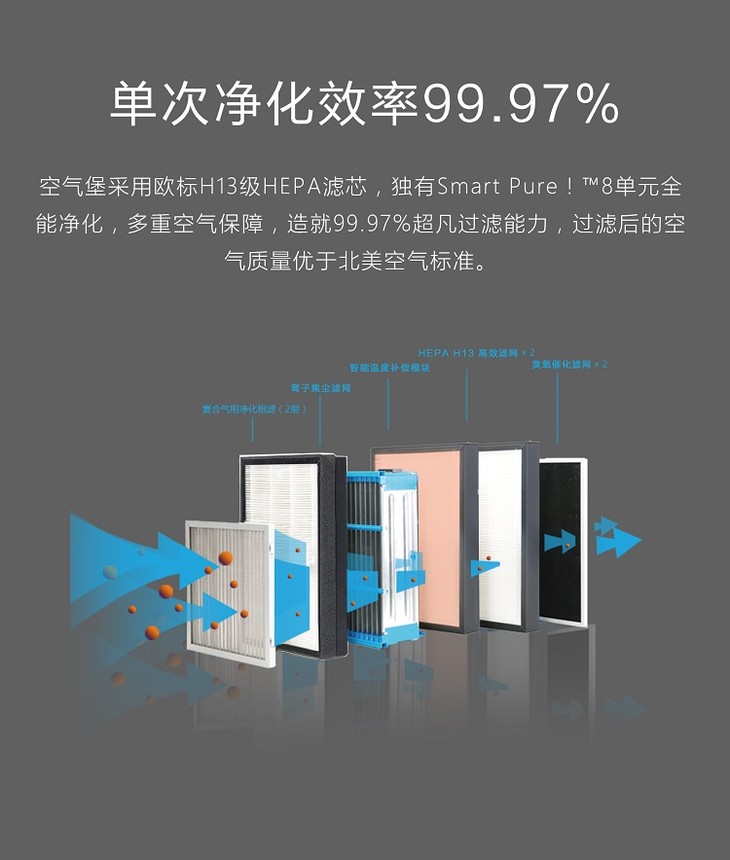 单次净化效率99.97%
空气堡采用欧标H13级HEPA滤芯，独有Smart Pure！™8单元全
能净化，多重空气保障，造就99.97%超凡过滤能力，过滤后的空
气质量优于北美空气标准。
HEPA H13 高效滤网×2
臭氧催化滤网×2
智能温度补偿模块
离子集尘滤网
复合气相净化粗滤（2层）